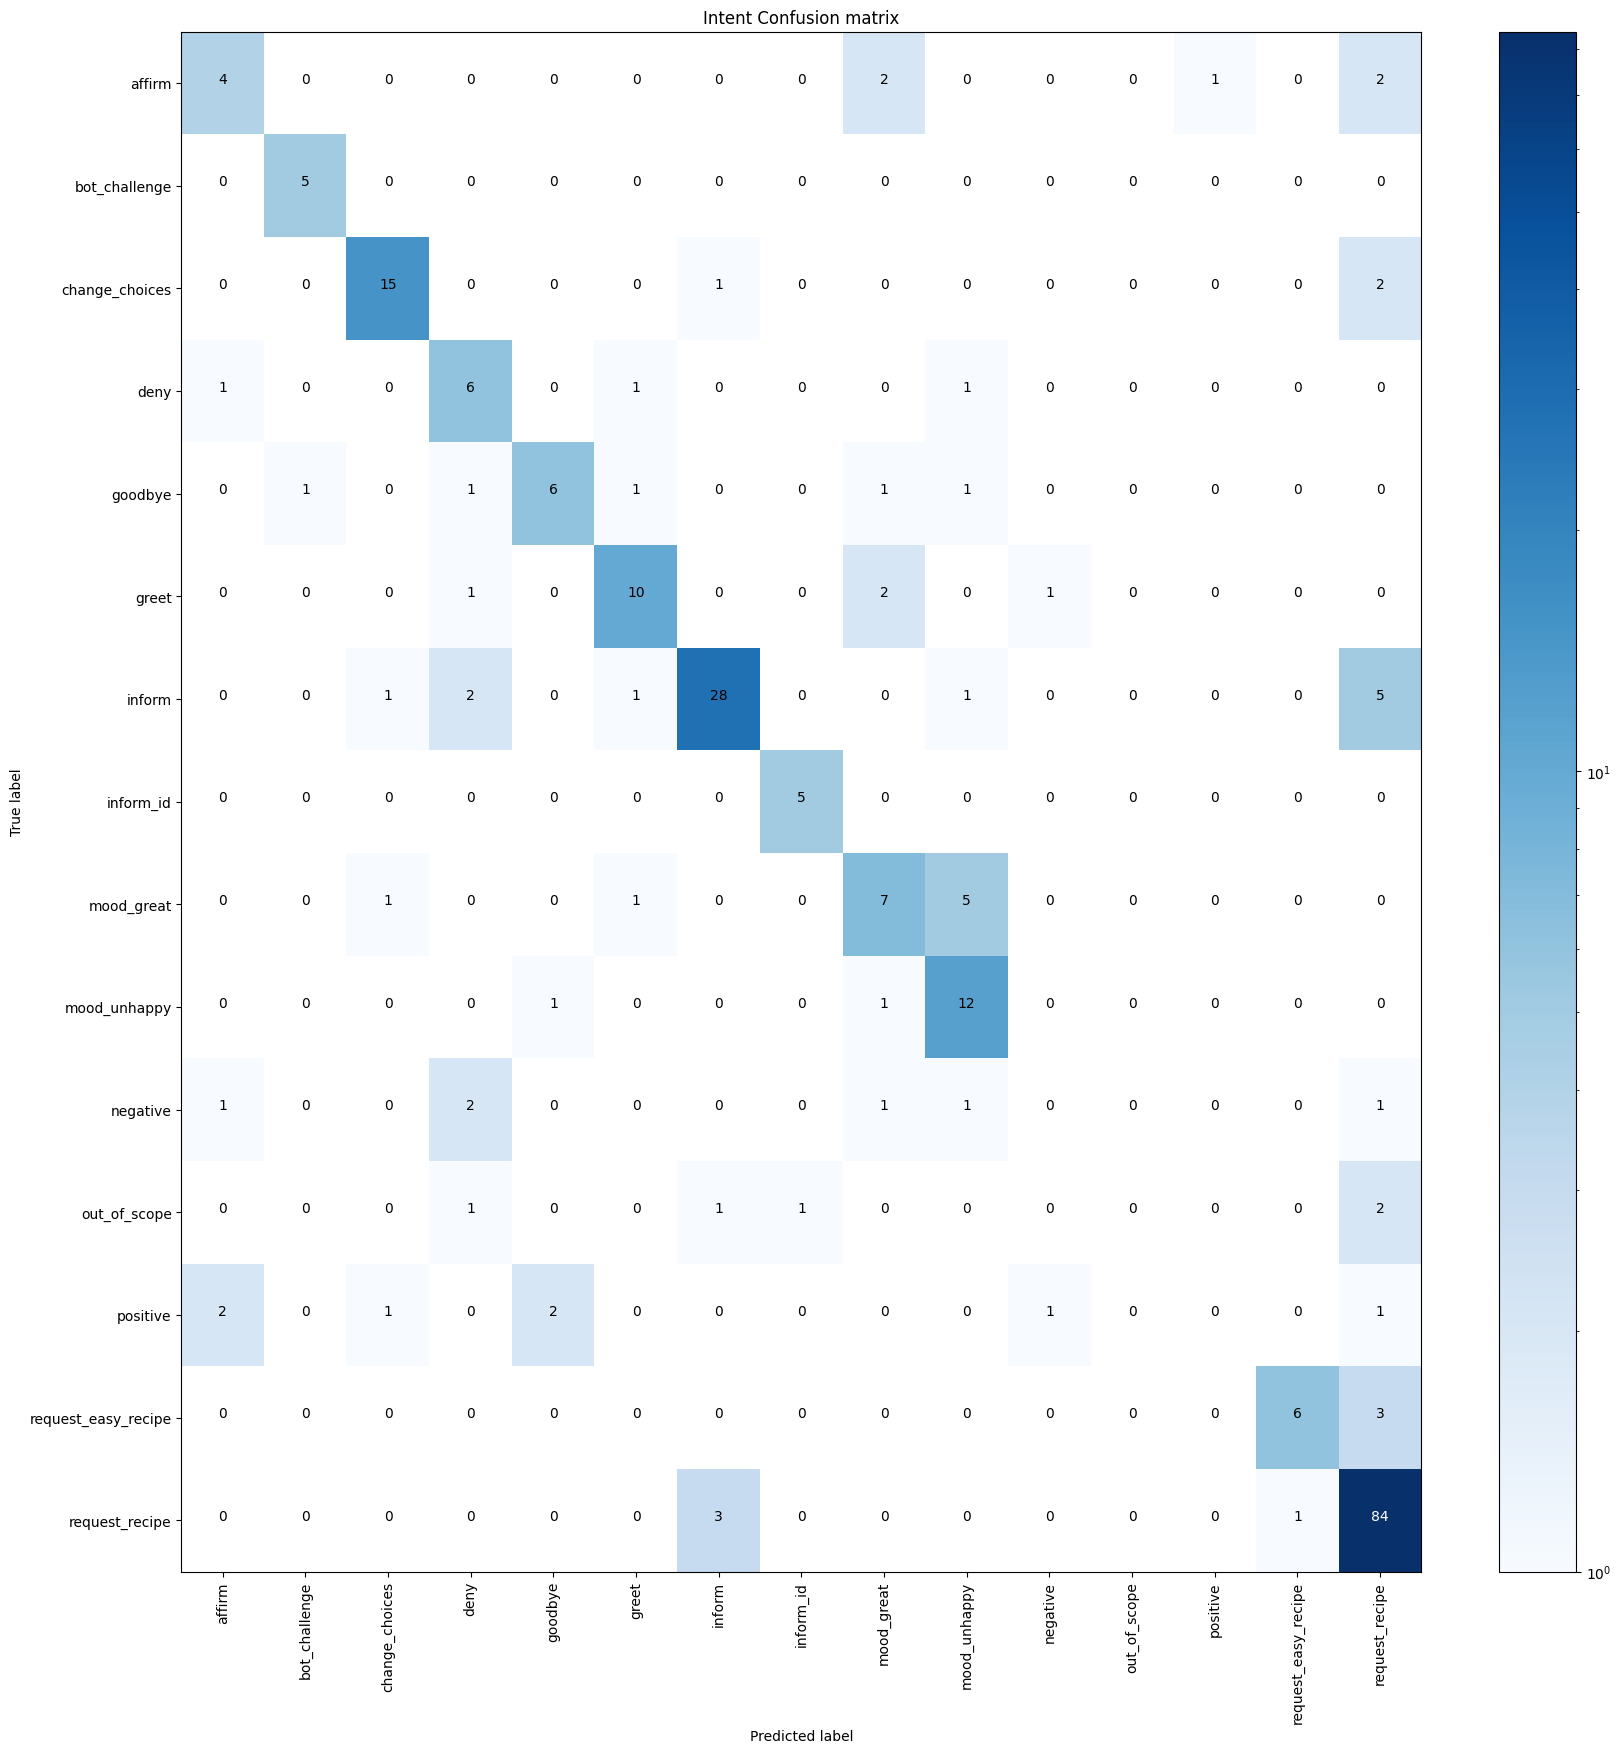 Intent Confusion matrix
affirm 4 0 0 0 0 0 0 0 2 0 0 0 1 0 2
bot_challenge 0 5 0 0 0 0 0 0 0 0 0 0 0 0 0
change_choices 0 0 15 0 0 0 1 0 0 0 0 0 0 0 2
deny 1 0 0 6 0 1 0 0 0 1 0 0 0 0 0
goodbye 0 1 0 1 6 1 0 0 1 1 0 0 0 0 0
greet 0 0 0 1 0 10 0 0 2 0 1 0 0 0 0
inform 0 0 1 2 0 1 28 0 0 1 0 0 0 0 5
inform_id 0 0 0 0 0 0 0 5 0 0 0 0 0 0 0
mood_great 0 0 1 0 0 1 0 0 7 5 0 0 0 0 0
mood_unhappy 0 0 0 0 1 0 0 0 1 12 0 0 0 0 0
negative 1 0 0 2 0 0 0 0 1 1 0 0 0 0 1
out_of_scope 0 0 0 1 0 0 1 1 0 0 0 0 0 0 2
positive 2 0 1 0 2 0 0 0 0 0 1 0 0 0 1
request_easy_recipe 0 0 0 0 0 0 0 0 0 0 0 0 0 6 3
request_recipe 0 0 0 0 0 0 3 0 0 0 0 0 0 1 84
True label
affirm
bot_challenge
change_choices
deny
goodbye
greet
inform
inform_id
mood_great
mood_unhappy
negative
out_of_scope
positive
request_easy_recipe
request_recipe
Predicted label
10¹
10⁰